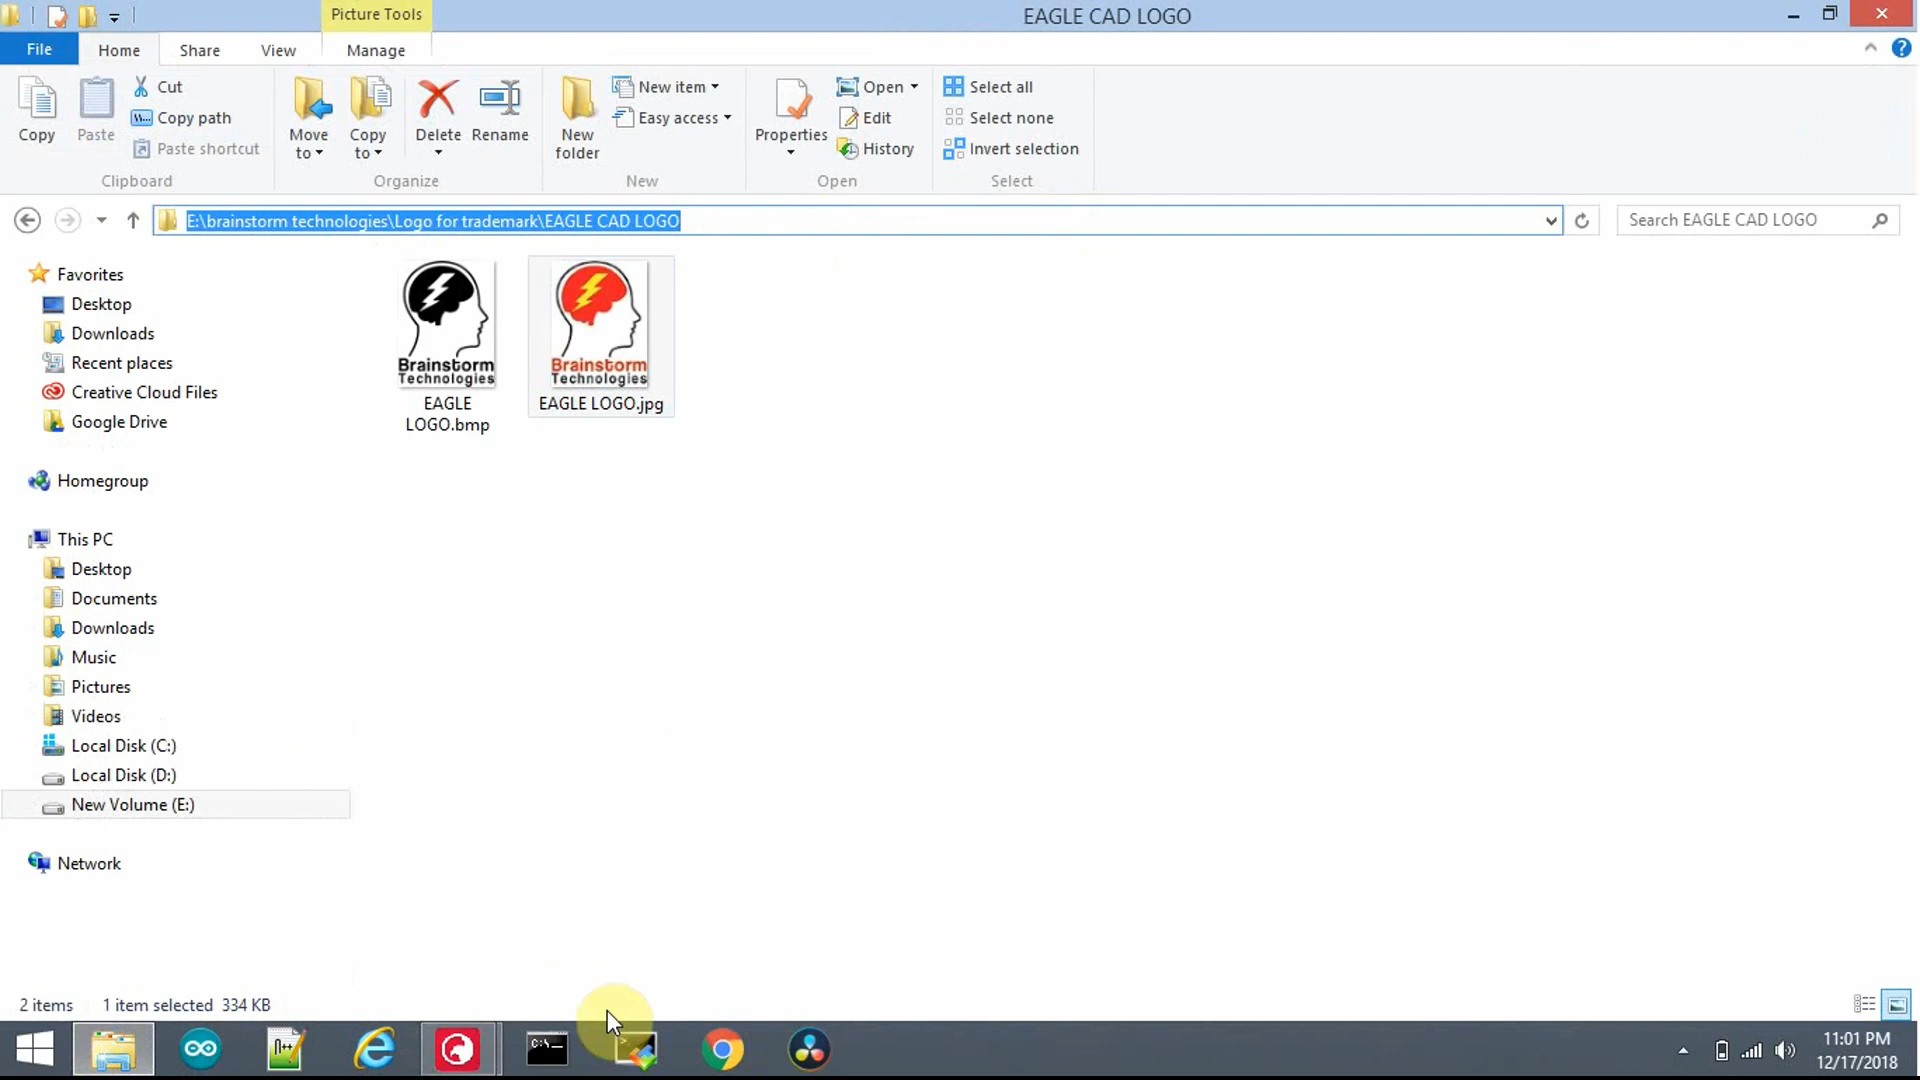 Picture Tools
EAGLE CAD LOGO
File
Home
Share
View
Manage
Copy
Paste
Cut
Copy path
Paste shortcut
Clipboard
Move
to
Copy
to
Delete
Rename
Organize
New
folder
New item
Easy access
New
Properties
Open
Edit
History
Open
Select all
Select none
Invert selection
Select
E:\brainstorm technologies\Logo for trademark\EAGLE CAD LOGO
Search EAGLE CAD LOGO
Favorites
Desktop
Downloads
Recent places
Creative Cloud Files
Google Drive
Homegroup
This PC
Desktop
Documents
Downloads
Music
Pictures
Videos
Local Disk (C:)
Local Disk (D:)
New Volume (E:)
Network
Brainstorm
Technologies
EAGLE
LOGO.bmp
Brainstorm
Technologies
EAGLE LOGO.jpg
2 items
1 item selected 334 KB
C:\
11:01 PM
12/17/2018